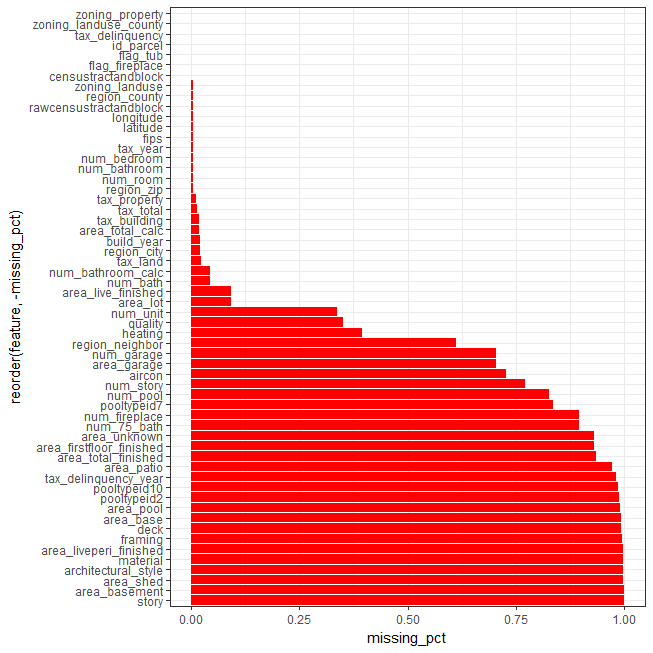 zoning_property
zoning_landuse_county
tax_delinquency
id_parcel
flag_tub
flag_fireplace
censustractandblock
zoning_landuse
region_county
rawcensustractandblock
longitude
latitude
fips
tax_year
num_bedroom
num_bathroom
num_room
region_zip
tax_property
tax_total
tax_building
area_total_calc
build_year
region_city
tax_land
num_bathroom_calc
num_bath
area_live_finished
area_lot
num_unit
quality
heating
region_neighbor
num_garage
area_garage
aircon
num_story
num_pool
pooltypeid7
num_fireplace
num_75_bath
area_unknown
area_firstfloor_finished
area_total_finished
area_patio
tax_delinquency_year
pooltypeid10
pooltypeid2
area_pool
area_base
deck
framing
area_liveperi_finished
material
architectural_style
area_shed
area_basement
story
reorder(feature, -missing_pct)
0.00 0.25 0.50 0.75 1.00
missing_pct